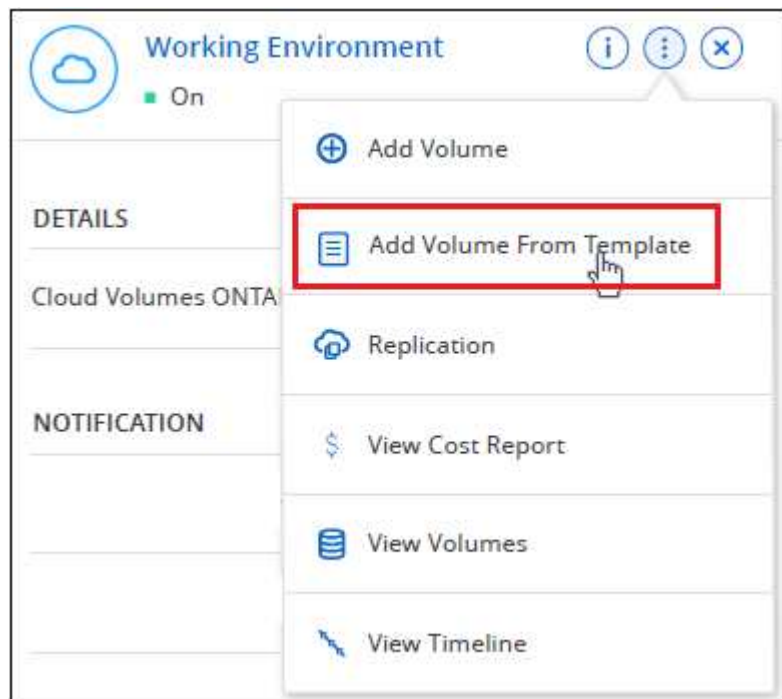 Working Environment
On
Add Volume
DETAILS
Add Volume From Template
Cloud Volumes ONTA
Replication
NOTIFICATION
View Cost Report
View Volumes
View Timeline